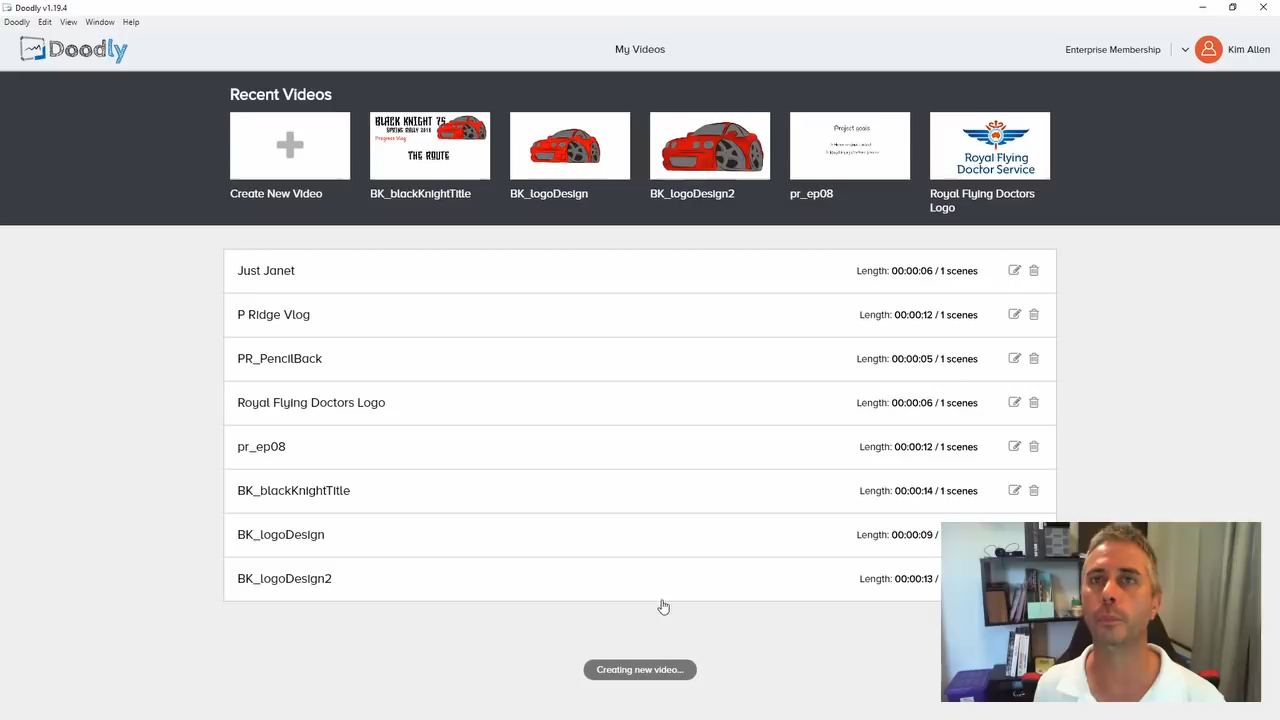 Doodly v1.19.4
Doodly Edit View Window Help
Doodly
My Videos
Enterprise Membership
Kim Allen
Recent Videos
BLACK KNIGHT 75
SPRING RALLY 2018
Progress Vlog
THE ROUTE
Project goals
Royal Flying
Doctor Service
Create New Video
BK_blackKnightTitle
BK_logoDesign
BK_logoDesign2
pr_ep08
Royal Flying Doctors
Logo
Just Janet
Length: 00:00:06 / 1 scenes
P Ridge Vlog
Length: 00:00:12 / 1 scenes
PR_PencilBack
Length: 00:00:05 / 1 scenes
Royal Flying Doctors Logo
Length: 00:00:06 / 1 scenes
pr_ep08
Length: 00:00:12 / 1 scenes
BK_blackKnightTitle
Length: 00:00:14 / 1 scenes
BK_logoDesign
Length: 00:00:09 /
BK_logoDesign2
Length: 00:00:13 /
Creating new video...